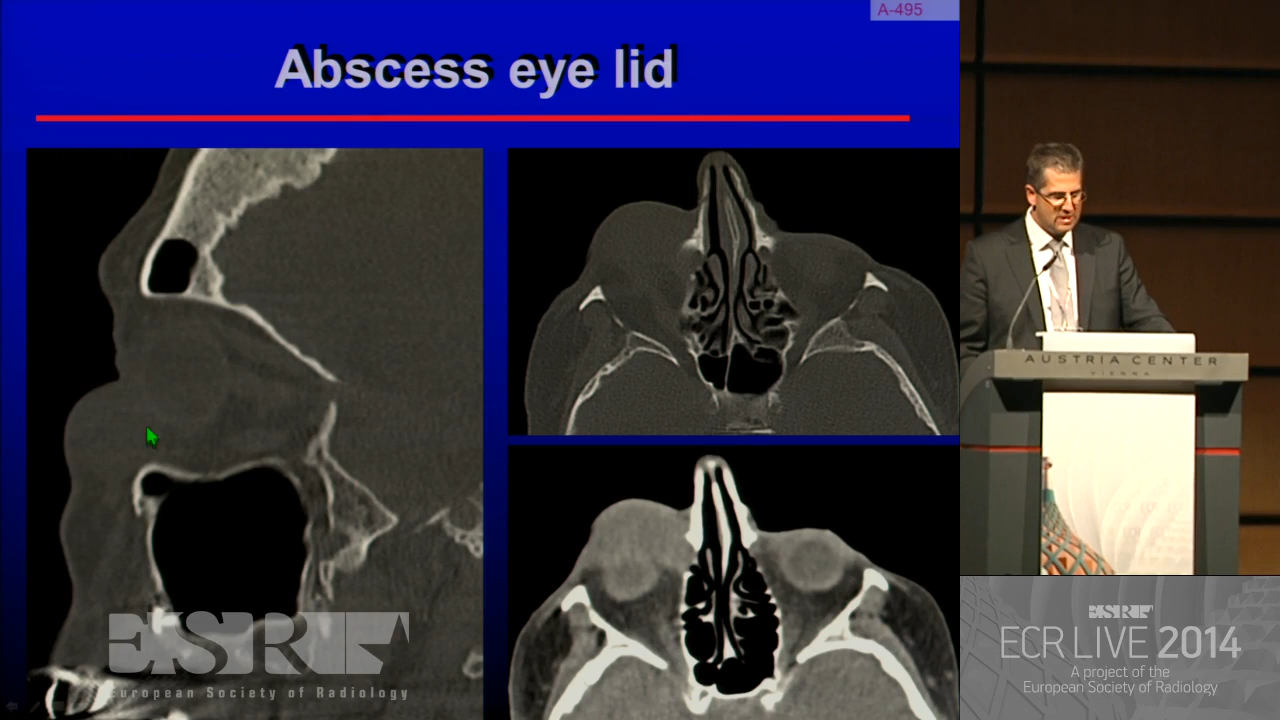 A-495
Abscess eye lid
AUSTRIA CENTER
VIENNA
ESR
European Society of Radiology
ESR
ECR LIVE 2014
A project of the
European Society of Radiology